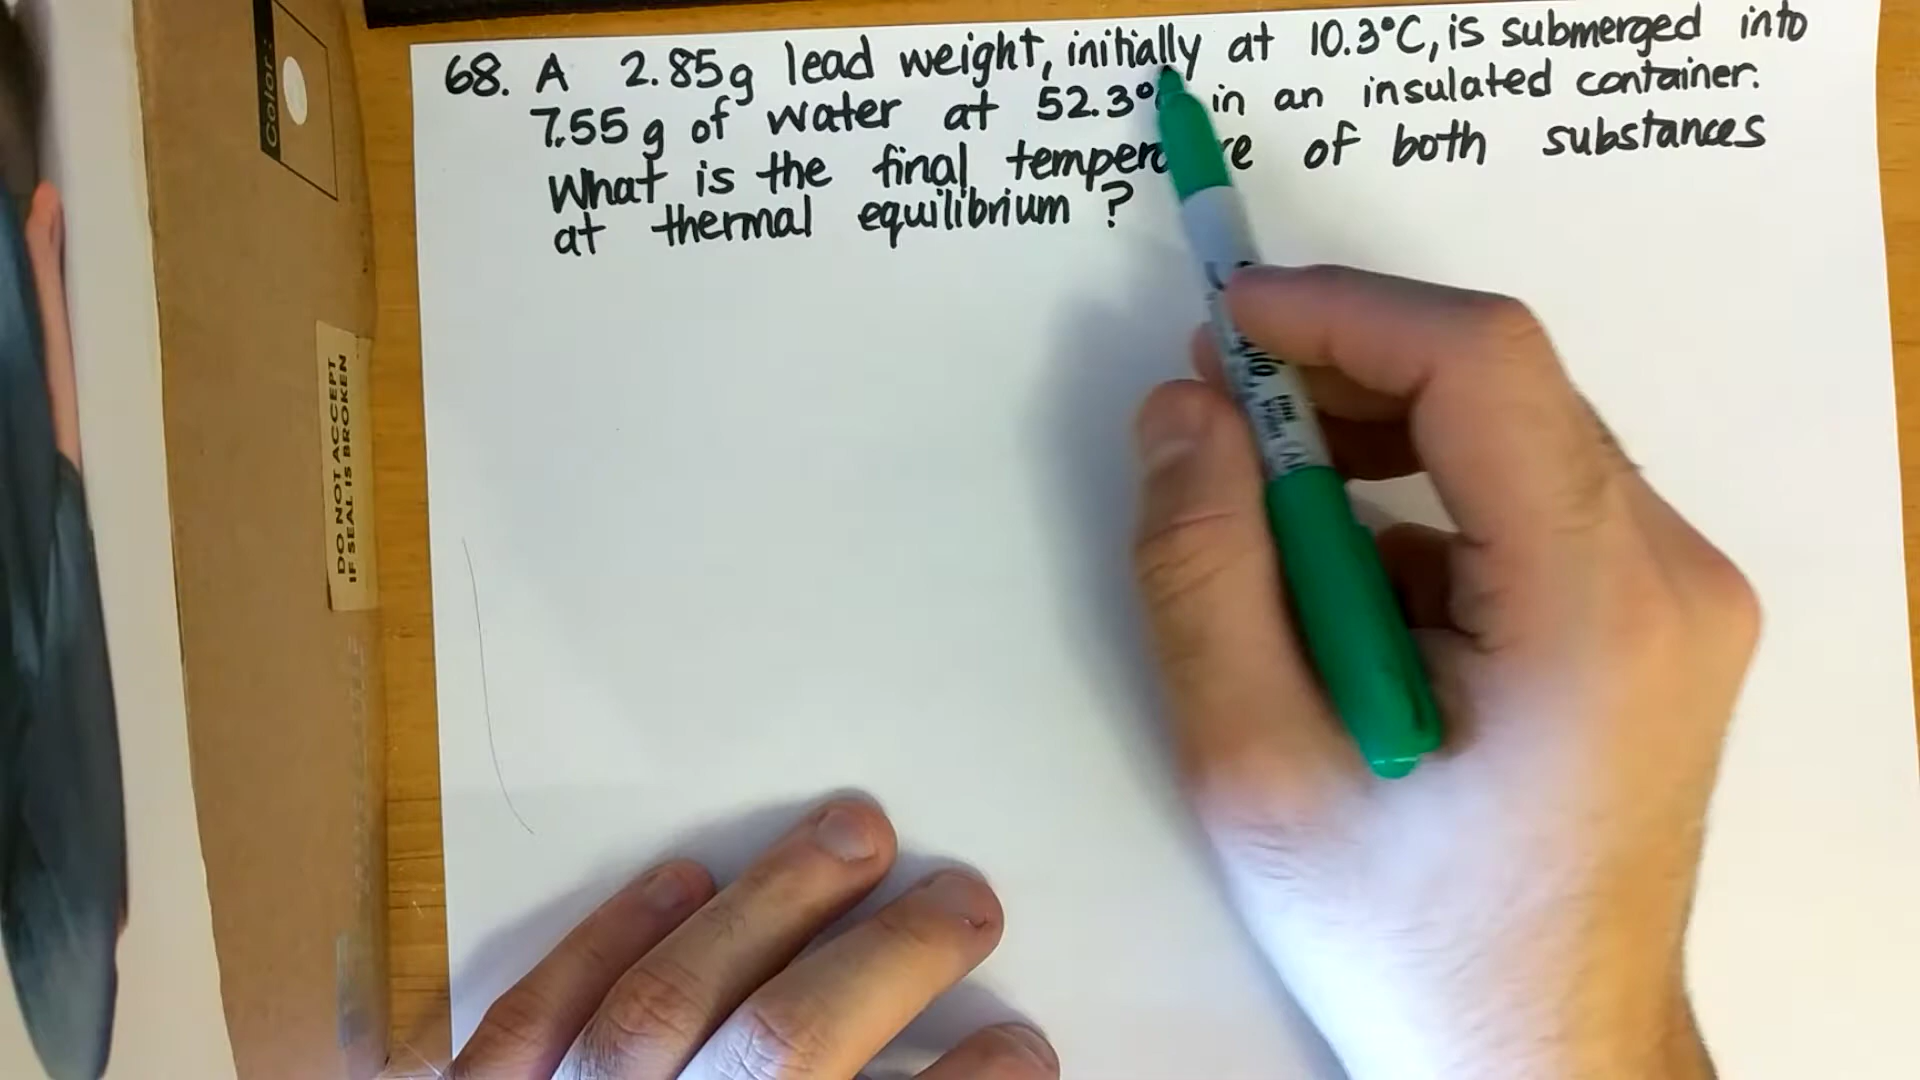 68. A 2.85g lead weight, initially at 10.3°C, is submerged into
7.55 g of water at 52.3° in an insulated container.
What is the final of both substances
at thermal equilibrium ?
Color:
DO NOT ACCEPT
IF SEAL IS BROKEN